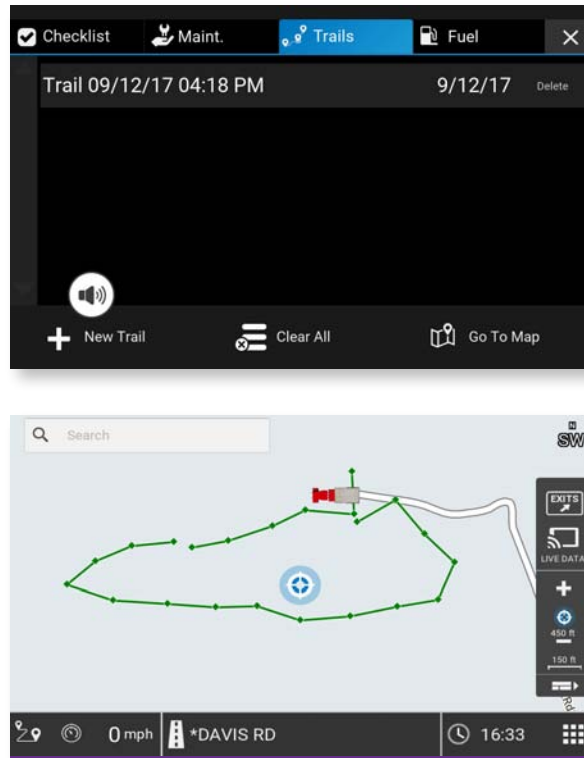 Checklist Maint. Trails Fuel
Trail 09/12/17 04:18 PM 9/12/17 Delete
New Trail Clear All Go To Map
Search
N
SW
EXITS
LIVE DATA
450 ft
150 ft
Rd
0 mph *DAVIS RD 16:33